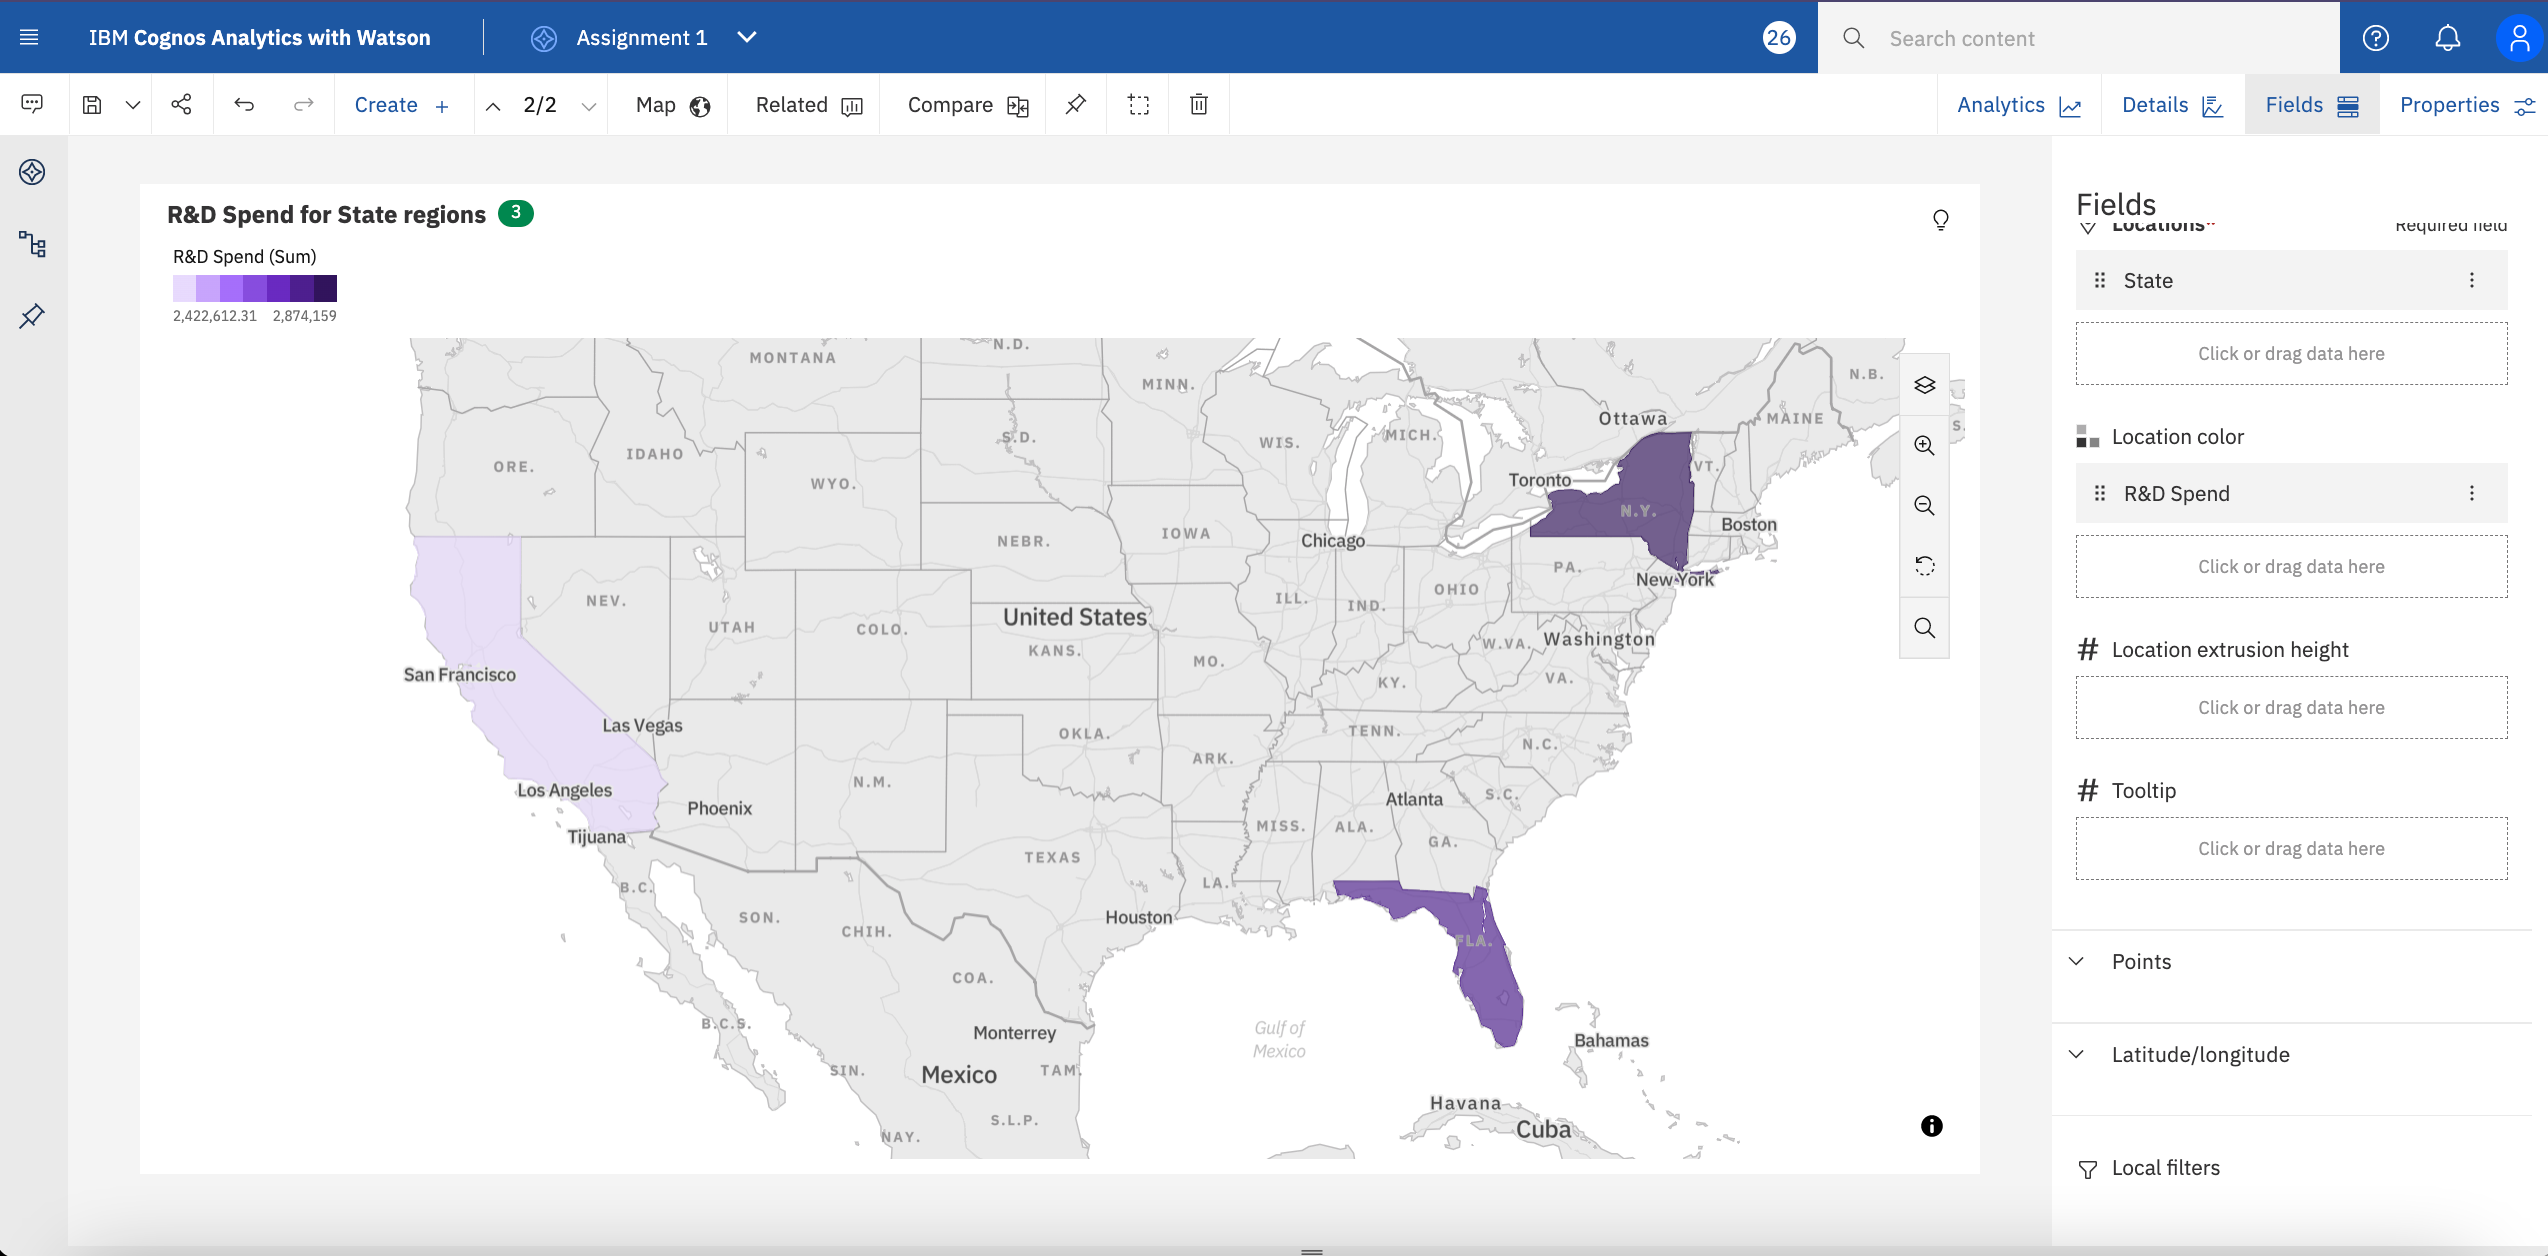 IBM Cognos Analytics with Watson
Assignment 1
26
Search content
Create +
2/2
Map
Related
Compare
Analytics
Details
Fields
Properties
R&D Spend for State regions 3
R&D Spend (Sum)
2,422,612.31 2,874,159
MONTANA
N.D.
MINN.
N.B.
Ottawa
MAINE
S.
S.D.
WIS.
MICH.
ORE.
IDAHO
WYO.
Toronto
VT.
N.Y.
Boston
IOWA
NEBR.
Chicago
PA.
New York
NEV.
UTAH
COLO.
United States
ILL.
IND.
OHIO
KANS.
MO.
W.VA.
Washington
San Francisco
KY.
VA.
Las Vegas
OKLA.
TENN.
N.C.
ARK.
N.M.
Los Angeles
Phoenix
Atlanta
S.C.
Tijuana
MISS.
ALA.
GA.
TEXAS
B.C.
LA.
SON.
CHIH.
Houston
FLA.
COA.
B.C.S.
Monterrey
Gulf of
Mexico
Bahamas
SIN.
Mexico
TAM.
Havana
S.L.P.
Cuba
NAY.
Fields
Locations*
Required field
State
Click or drag data here
Location color
R&D Spend
Click or drag data here
# Location extrusion height
Click or drag data here
# Tooltip
Click or drag data here
Points
Latitude/longitude
Local filters